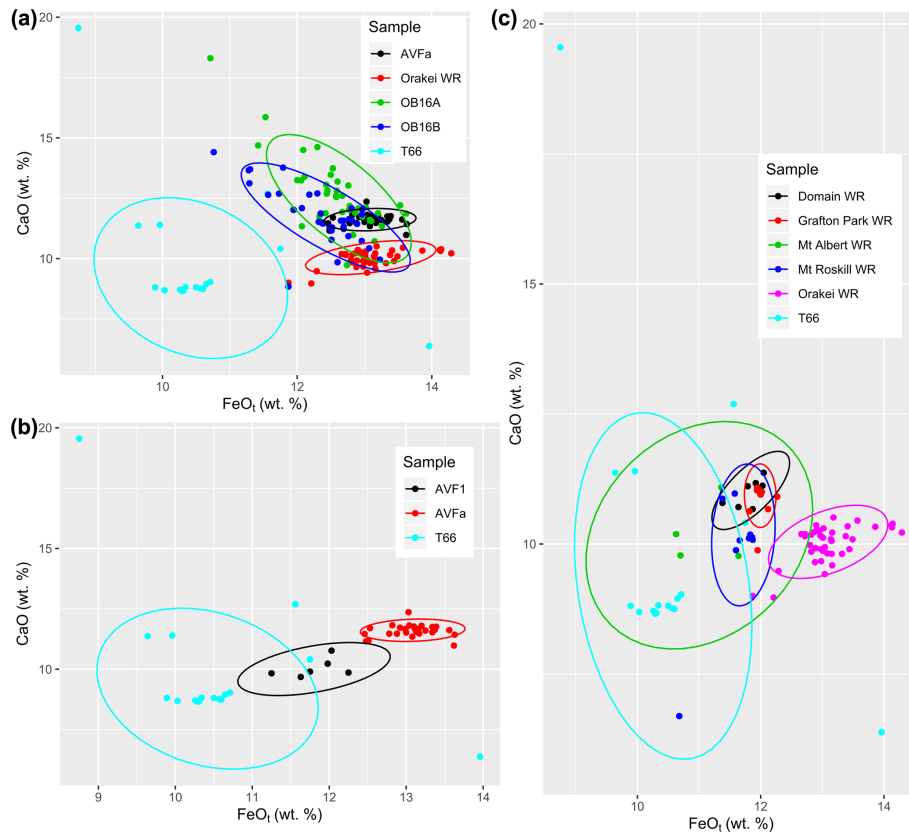 (a)
20
15
10
CaO (wt. %)
10
12
14
FeOt (wt. %)
Sample
AVFa
Orakei WR
OB16A
OB16B
T66
(b)
20
15
10
CaO (wt. %)
9
10
11
12
13
14
FeOt (wt. %)
Sample
AVF1
AVFa
T66
(c)
20
15
10
CaO (wt. %)
10
12
14
FeOt (wt. %)
Sample
Domain WR
Grafton Park WR
Mt Albert WR
Mt Roskill WR
Orakei WR
T66